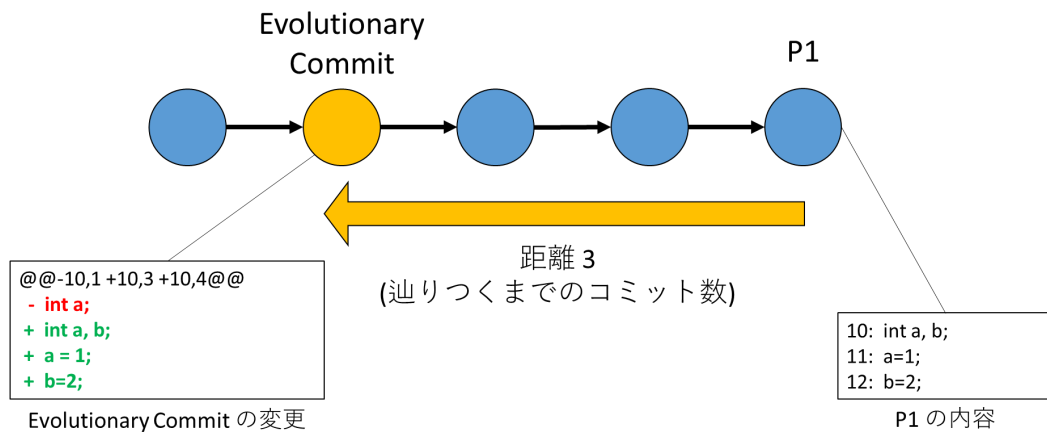 Evolutionary
Commit
P1
距離 3
(辿りつくまでのコミット数)
@@-10,1 +10,3 +10,4@@
- int a;
+ int a, b;
+ a = 1;
+ b=2;
Evolutionary Commit の変更
10: int a, b;
11: a=1;
12: b=2;
P1 の内容